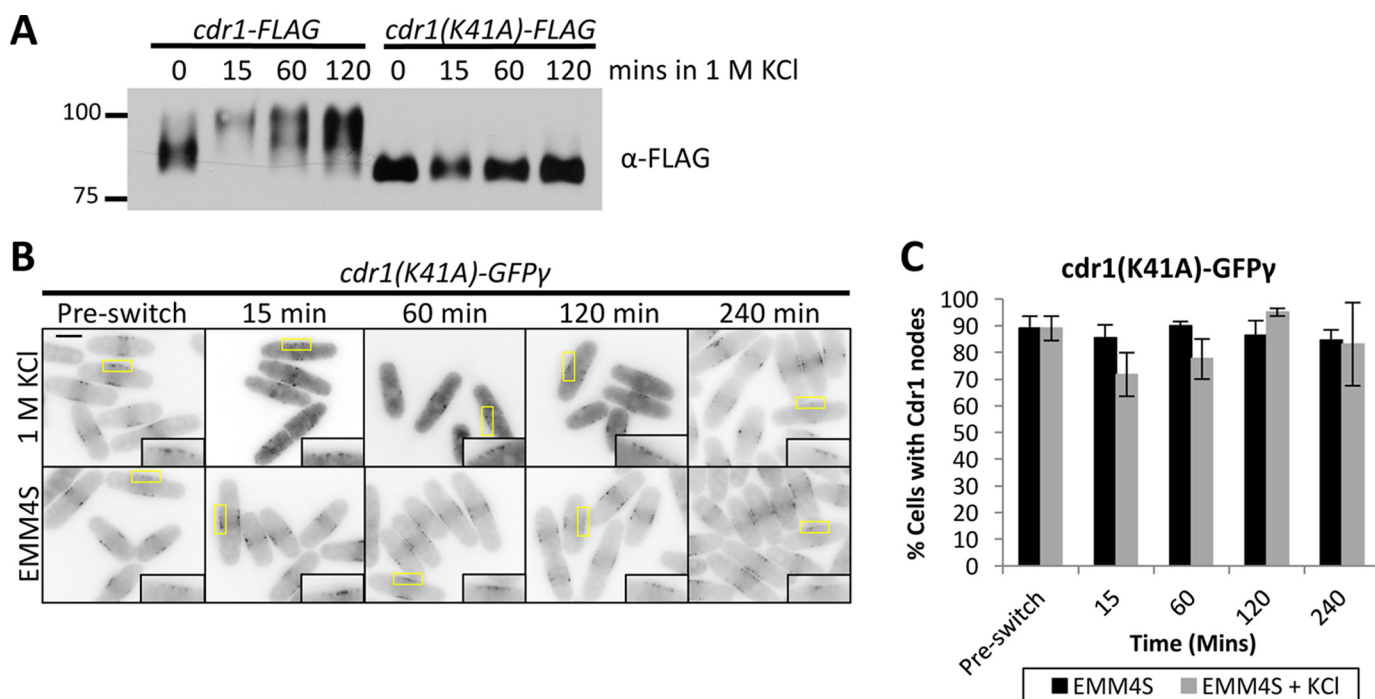 A
cdr1-FLAG cdr1(K41A)-FLAG
0 15 60 120 0 15 60 120 mins in 1 M KCl
100
α-FLAG
75
B
cdr1(K41A)-GFPγ
Pre-switch 15 min 60 min 120 min 240 min
1 M KCl
EMM4S
C
cdr1(K41A)-GFPγ
% Cells with Cdr1 nodes
100
90
80
70
60
50
40
30
20
10
0
Pre-switch 15 60 120 240
Time (Mins)
EMM4S EMM4S + KCl